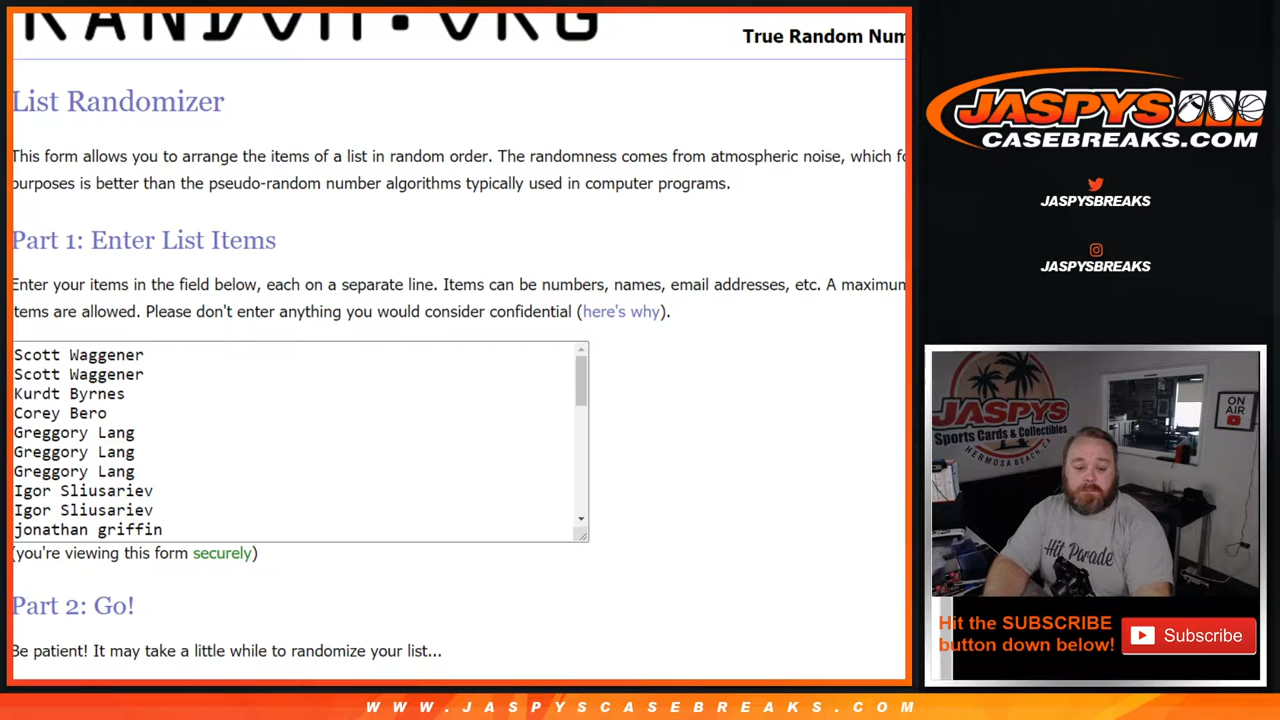 RANDOM.ORG
True Random Num
List Randomizer
This form allows you to arrange the items of a list in random order. The randomness comes from atmospheric noise, which fo
purposes is better than the pseudo-random number algorithms typically used in computer programs.
Part 1: Enter List Items
Enter your items in the field below, each on a separate line. Items can be numbers, names, email addresses, etc. A maximum
items are allowed. Please don't enter anything you would consider confidential (here's why).
Scott Waggener
Scott Waggener
Kurdt Byrnes
Corey Bero
Greggory Lang
Greggory Lang
Greggory Lang
Igor Sliusariev
Igor Sliusariev
jonathan griffin
(you're viewing this form securely)
Part 2: Go!
Be patient! It may take a little while to randomize your list...
JASPYS
CASEBREAKS.COM
JASPYSBREAKS
JASPYSBREAKS
JASPYS
Sports Cards & Collectibles
HERMOSA BEACH, CA
ON
AIR
Hit Parade
Hit the SUBSCRIBE
button down below!
Subscribe
WWW.JASPYSCASEBREAKS.COM